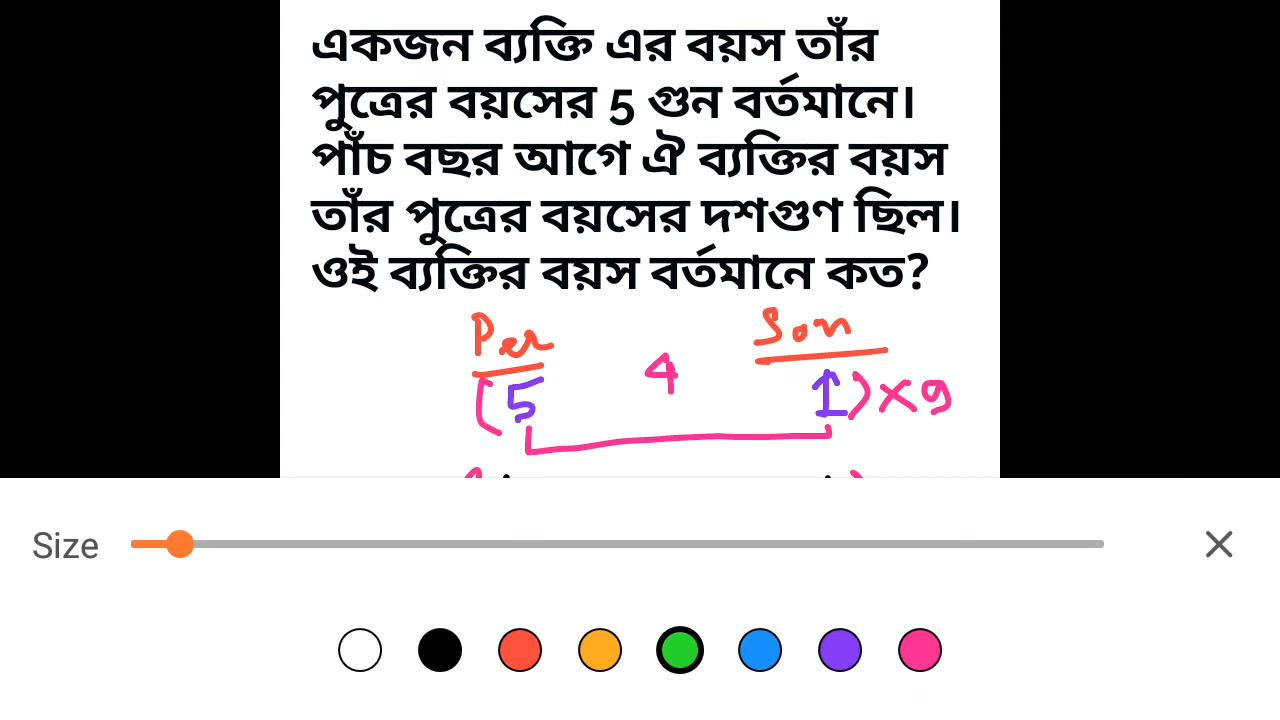 একজন ব্যক্তি এর বয়স তাঁর
পুত্রের বয়সের 5 গুন বর্তমানে।
পাঁচ বছর আগে ঐ ব্যক্তির বয়স
তাঁর পুত্রের বয়সের দশগুণ ছিল।
ওই ব্যক্তির বয়স বর্তমানে কত?
Per Son
(5 4 1)×9
Size